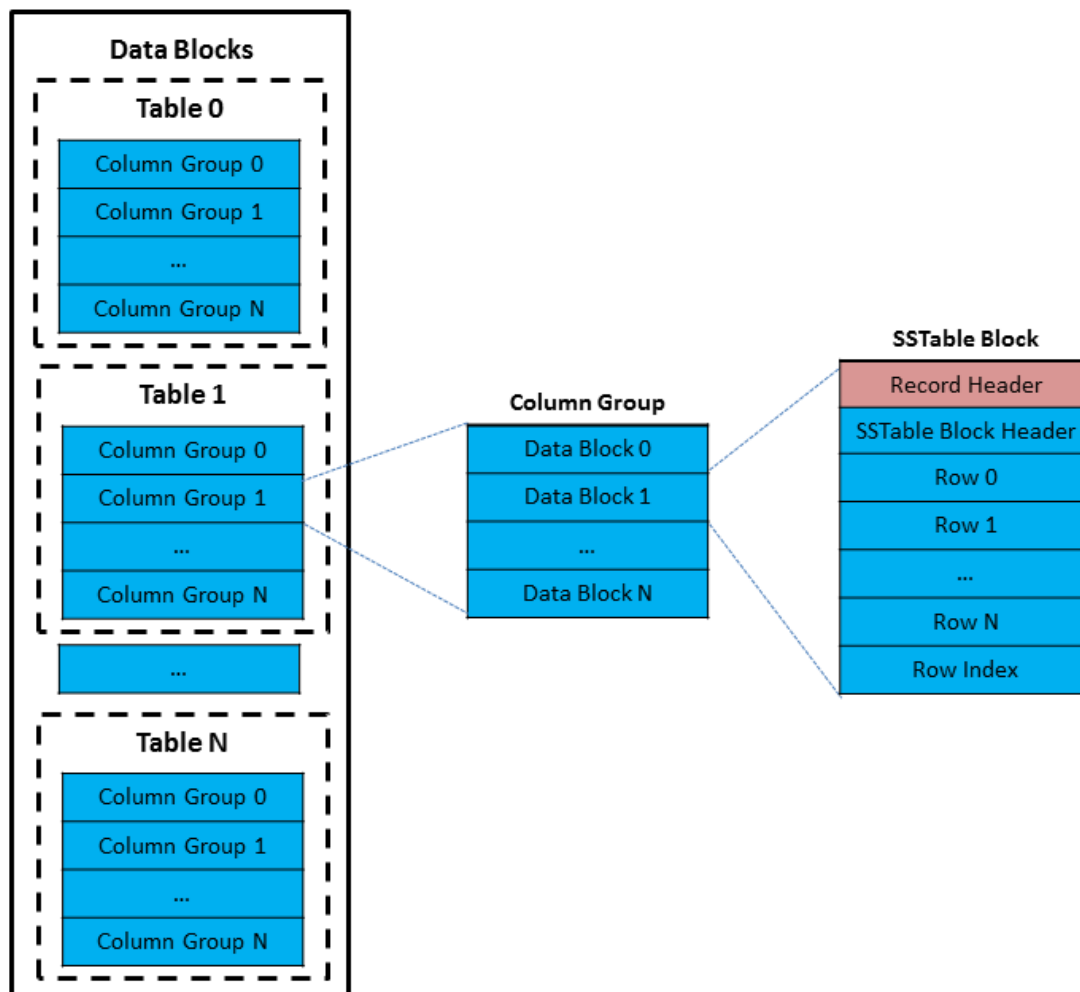 Data Blocks
Table 0
Column Group 0
Column Group 1
...
Column Group N
Table 1
Column Group 0
Column Group 1
...
Column Group N
...
Table N
Column Group 0
Column Group 1
...
Column Group N
Column Group
Data Block 0
Data Block 1
...
Data Block N
SSTable Block
Record Header
SSTable Block Header
Row 0
Row 1
...
Row N
Row Index